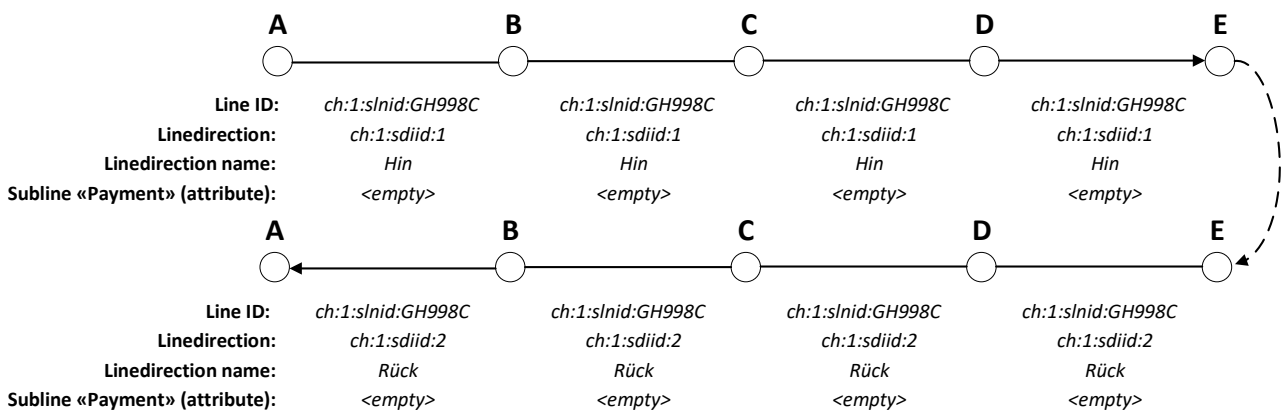 A B C D E
Line ID: ch:1:slnid:GH998C ch:1:slnid:GH998C ch:1:slnid:GH998C ch:1:slnid:GH998C
Linedirection: ch:1:sdiid:1 ch:1:sdiid:1 ch:1:sdiid:1 ch:1:sdiid:1
Linedirection name: Hin Hin Hin Hin
Subline «Payment» (attribute): <empty> <empty> <empty> <empty>
A B C D E
Line ID: ch:1:slnid:GH998C ch:1:slnid:GH998C ch:1:slnid:GH998C ch:1:slnid:GH998C
Linedirection: ch:1:sdiid:2 ch:1:sdiid:2 ch:1:sdiid:2 ch:1:sdiid:2
Linedirection name: Rück Rück Rück Rück
Subline «Payment» (attribute): <empty> <empty> <empty> <empty>